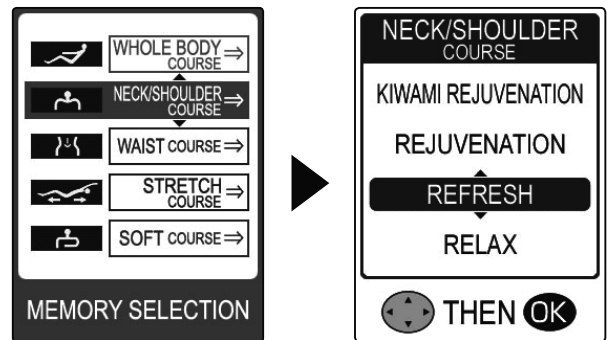 WHOLE BODY
COURSE ⇒
NECK/SHOULDER
COURSE ⇒
WAIST COURSE ⇒
STRETCH
COURSE ⇒
SOFT COURSE ⇒
MEMORY SELECTION
NECK/SHOULDER
COURSE
KIWAMI REJUVENATION
REJUVENATION
REFRESH
RELAX
THEN OK